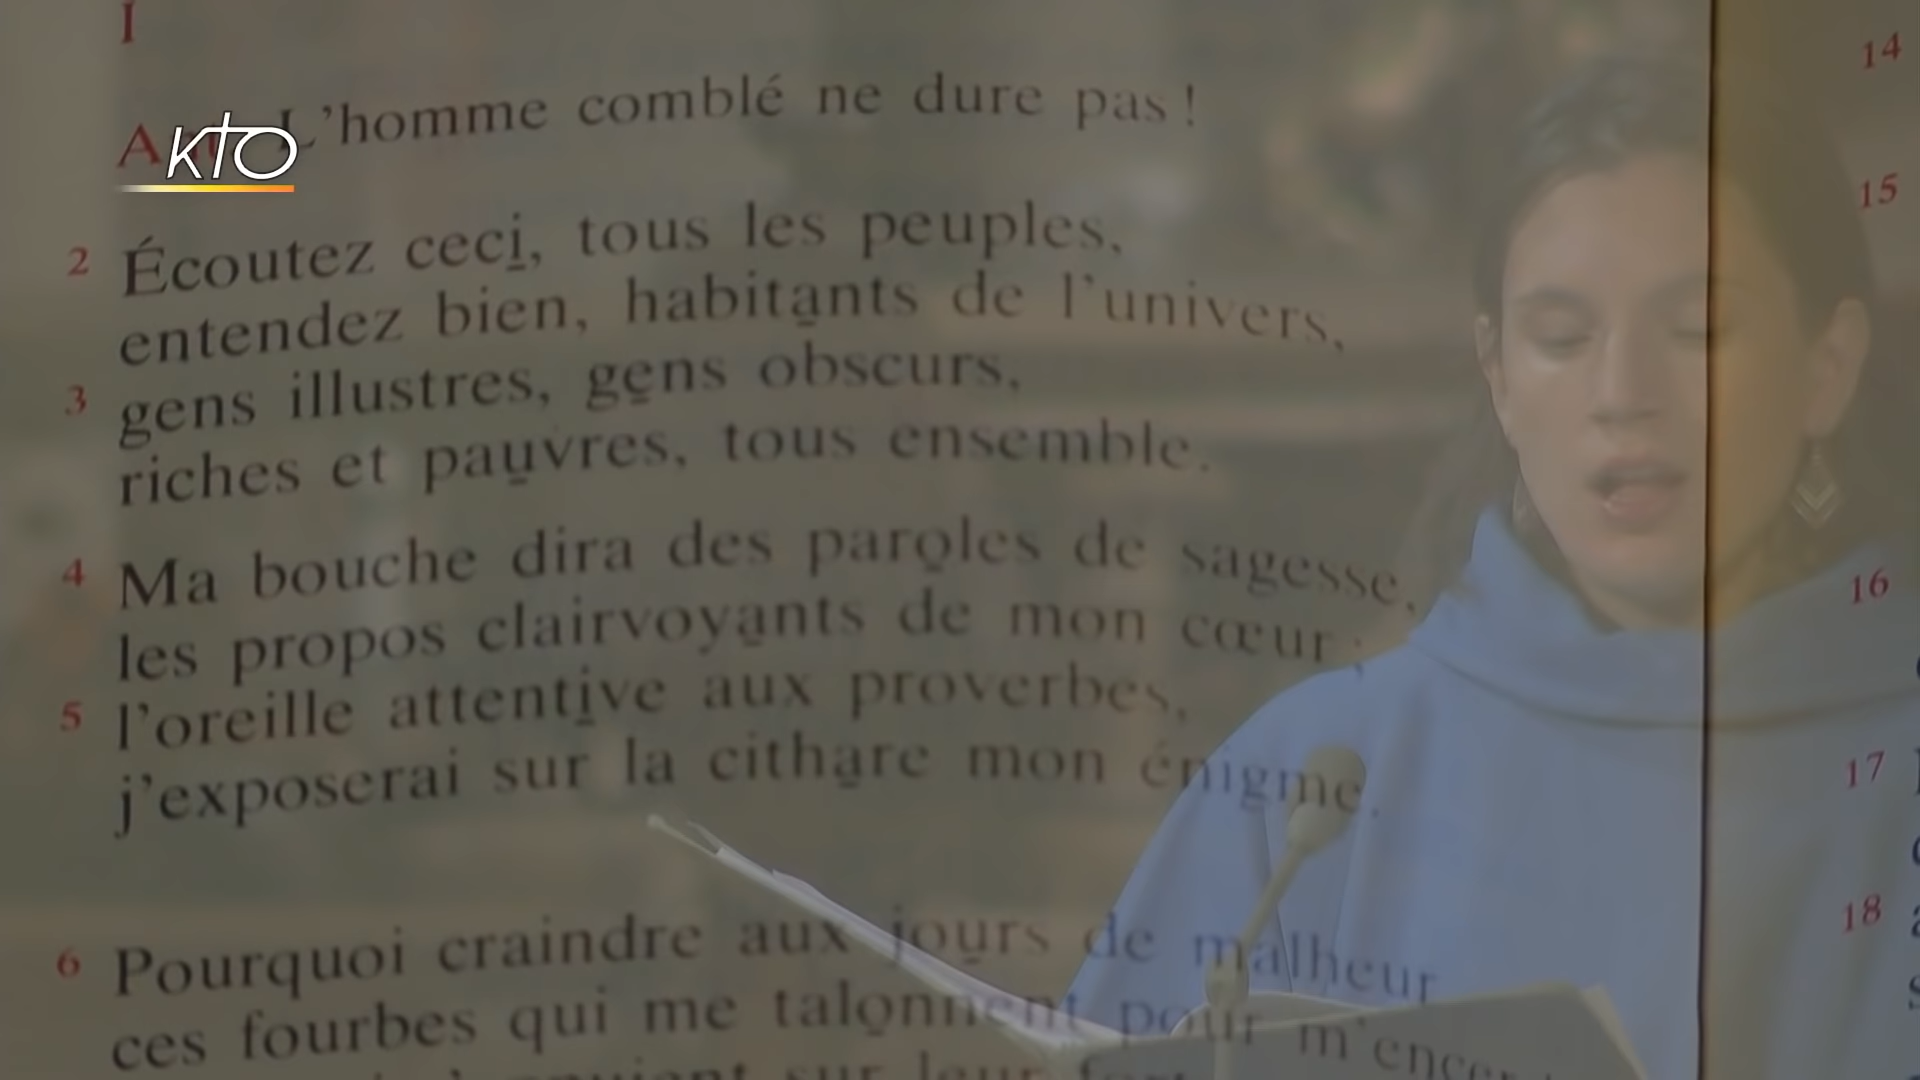 I
KTO
L'homme comblé ne dure pas !
2 Écoutez ceci, tous les peuples,
entendez bien, habitants de l'univers,
3 gens illustres, gens obscurs,
riches et pauvres, tous ensemble.
4 Ma bouche dira des paroles de sagesse,
les propos clairvoyants de mon cœur ;
5 l'oreille attentive aux proverbes,
j'exposerai sur la cithare mon énigme.
6 Pourquoi craindre aux jours de malheur
ces fourbes qui me talonnent pour m'encer
sur leur
14
15
16
17
18